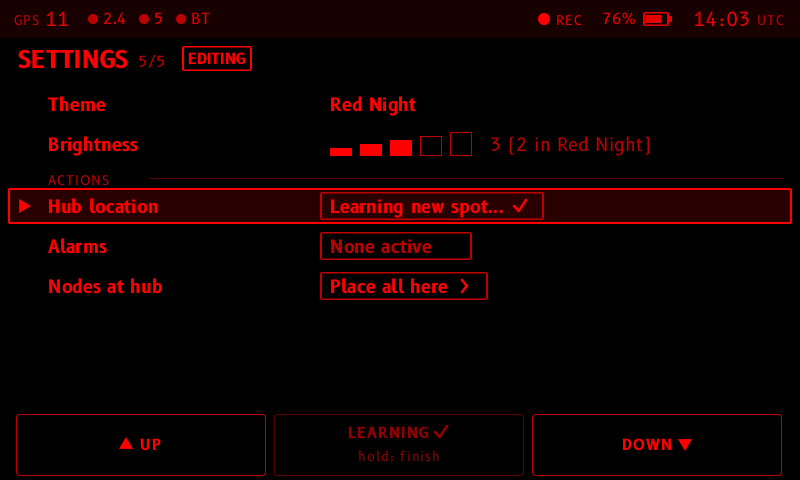 GPS 11 2.4 5 BT REC 76% 14:03 UTC
SETTINGS 5/5 EDITING
Theme Red Night
Brightness 3 (2 in Red Night)
ACTIONS
Hub location Learning new spot... ✓
Alarms None active
Nodes at hub Place all here >
▲ UP LEARNING ✓ DOWN ▼
hold: finish